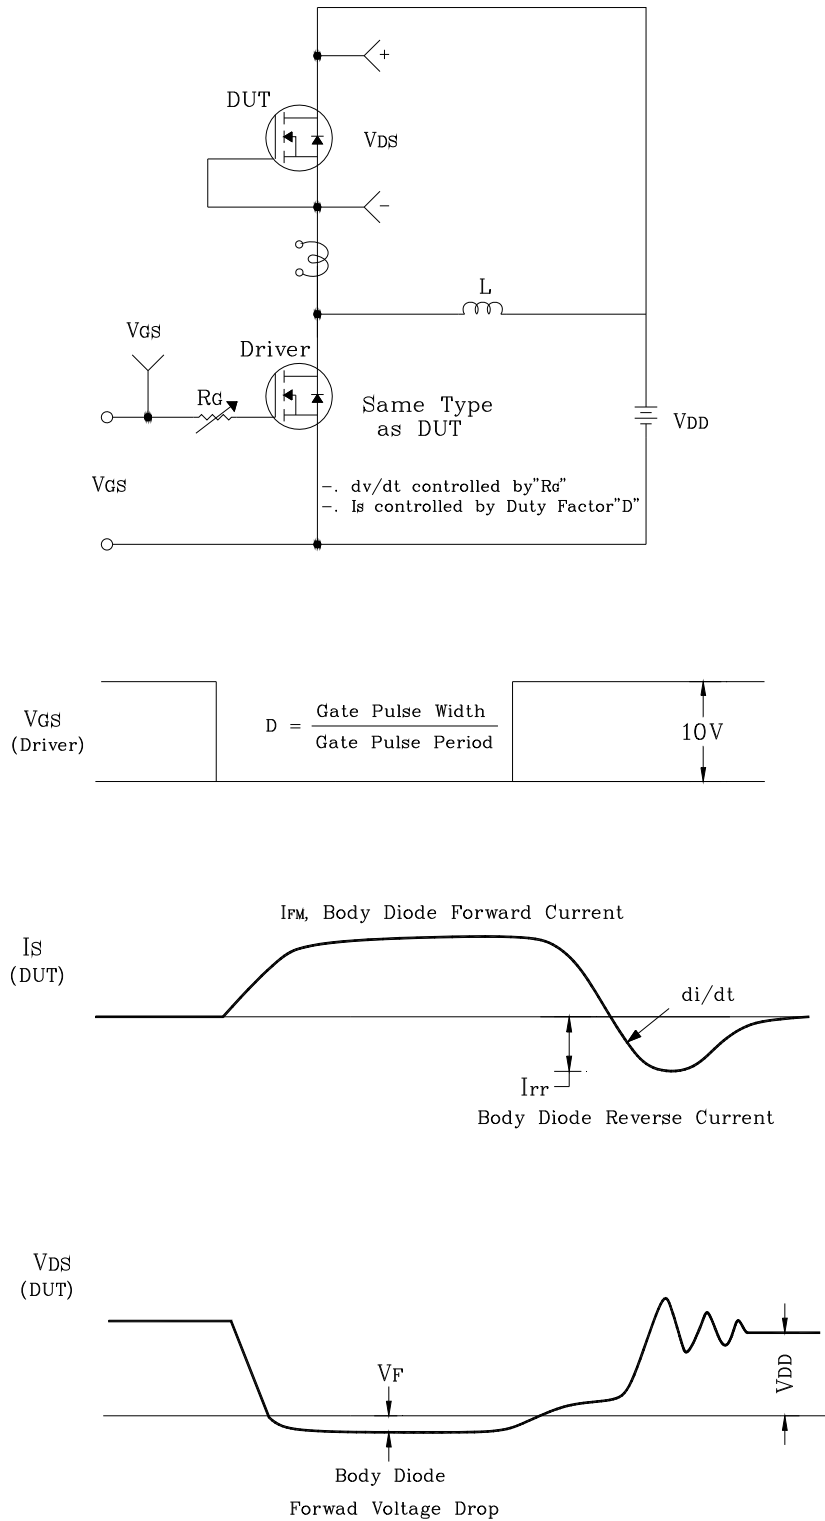 +
DUT
VDS
−
L
VGS
Driver
RG
Same Type
as DUT
VDD
VGS
−. dv/dt controlled by"RG"
−. Is controlled by Duty Factor"D"
VGS
(Driver)
D = Gate Pulse Width
Gate Pulse Period
10V
IFM, Body Diode Forward Current
IS
(DUT)
di/dt
Irr
Body Diode Reverse Current
VDS
(DUT)
VF
VDD
Body Diode
Forwad Voltage Drop